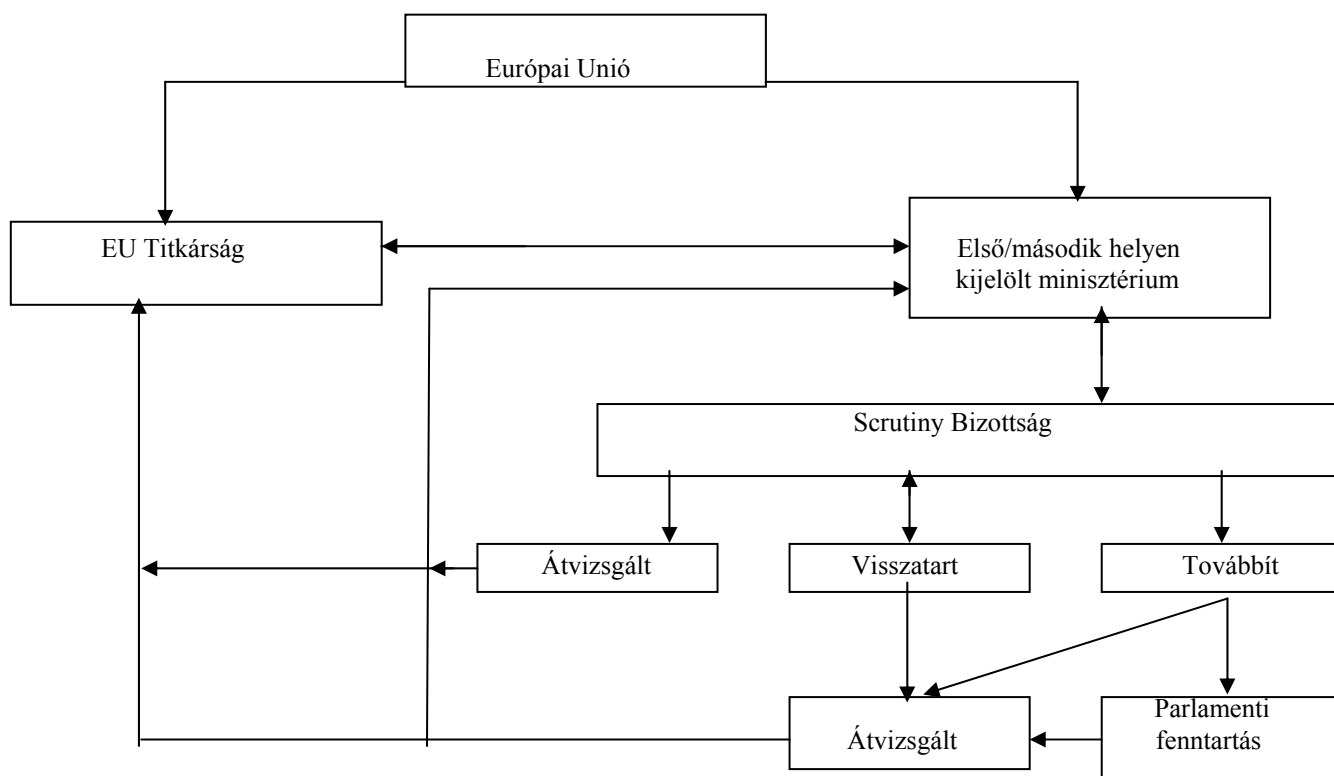 Európai Unió
EU Titkárság
Első/második helyen
kijelölt minisztérium
Scrutiny Bizottság
Átvizsgált
Visszatart
Továbbít
Átvizsgált
Parlamenti
fenntartás